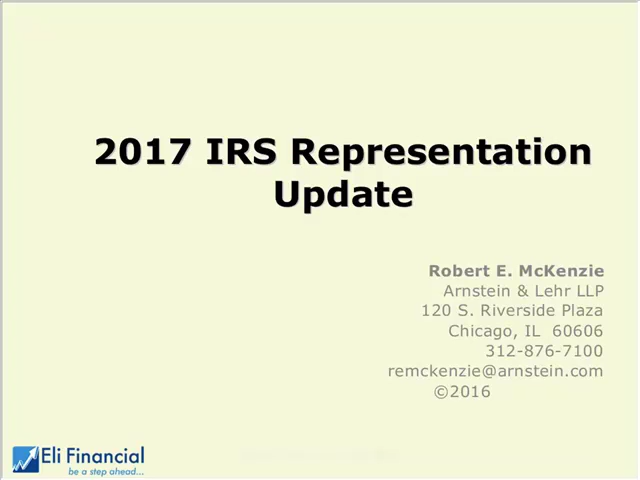 2017 IRS Representation
Update
Robert E. McKenzie
Arnstein & Lehr LLP
120 S. Riverside Plaza
Chicago, IL 60606
312-876-7100
remckenzie@arnstein.com
©2016
Eli Financial
be a step ahead...